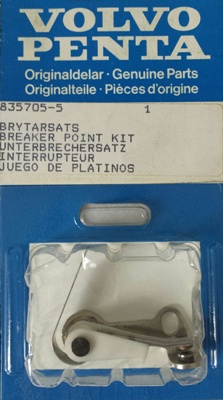 VOLVO
PENTA
Originaldelar · Genuine Parts
Originalteile · Pièces d'origine
835705-5 1
BRYTARSATS
BREAKER POINT KIT
UNTERBRECHERSATZ
INTERRUPTEUR
JUEGO DE PLATINOS